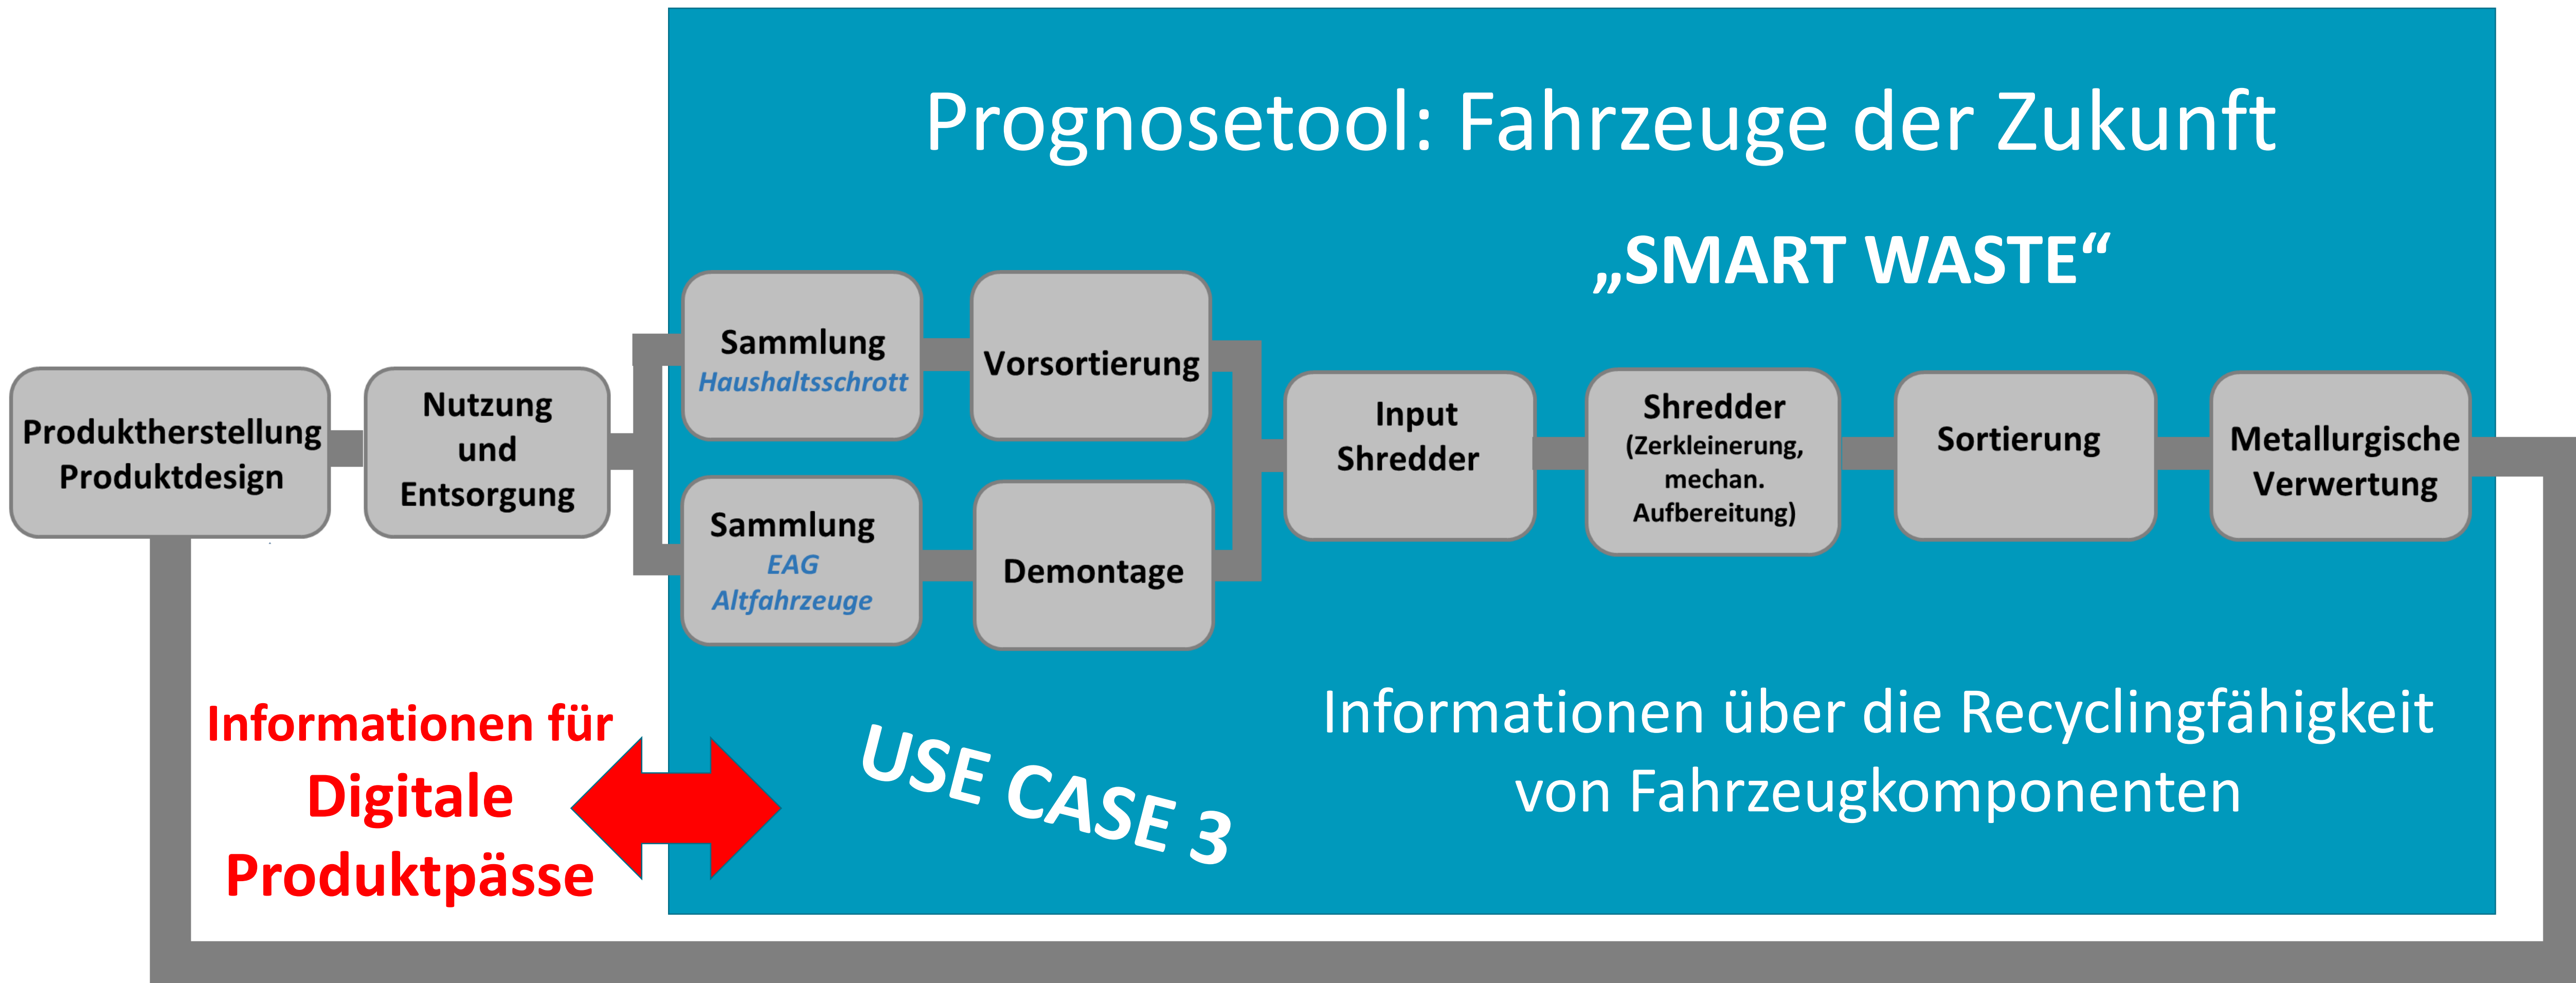 Prognosetool: Fahrzeuge der Zukunft
„SMART WASTE“
Produktherstellung
Produktdesign
Nutzung
und
Entsorgung
Sammlung
Haushaltsschrott
Vorsortierung
Sammlung
EAG
Altfahrzeuge
Demontage
Input
Shredder
Shredder
(Zerkleinerung,
mechan.
Aufbereitung)
Sortierung
Metallurgische
Verwertung
Informationen für
Digitale
Produktpässe
USE CASE 3
Informationen über die Recyclingfähigkeit
von Fahrzeugkomponenten